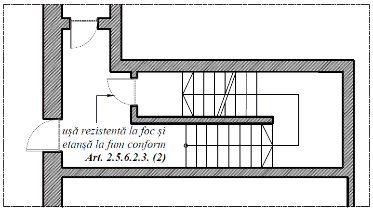 ușă rezistentă la foc și
etanșă la fum conform
Art. 2.5.6.2.3. (2)